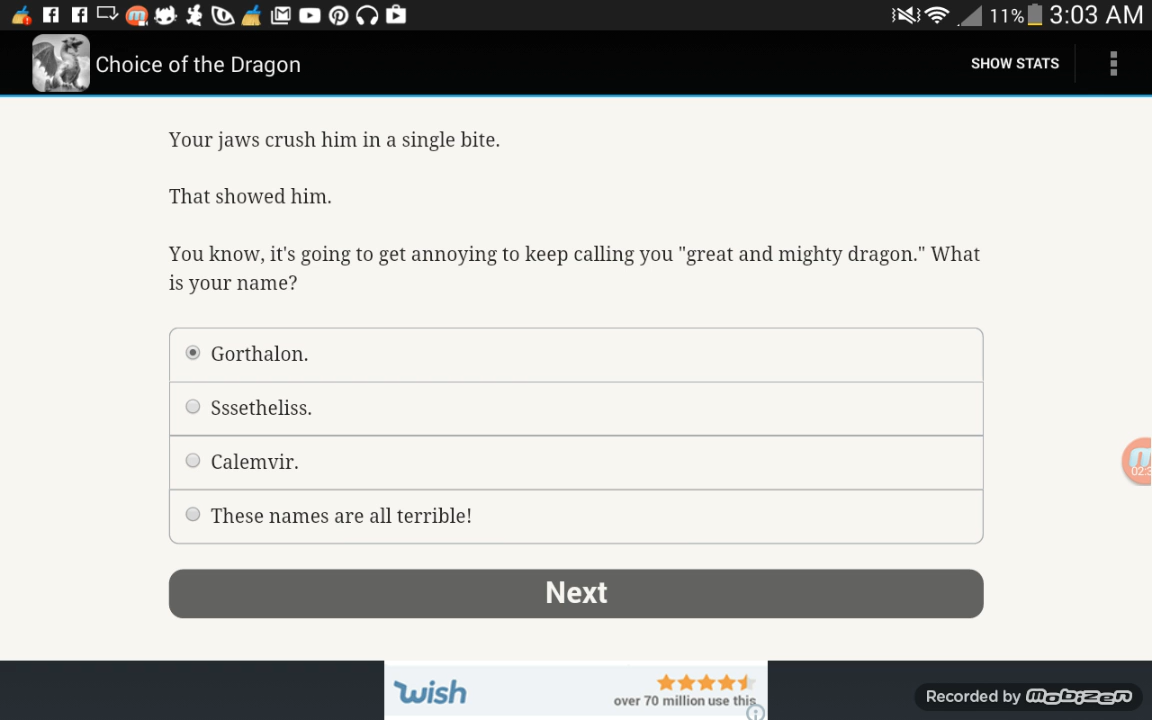 11% 3:03 AM
Choice of the Dragon
SHOW STATS
Your jaws crush him in a single bite.
That showed him.
You know, it's going to get annoying to keep calling you "great and mighty dragon." What
is your name?
Gorthalon.
Sssetheliss.
Calemvir.
These names are all terrible!
Next
wish
over 70 million use this
Recorded by mobizen